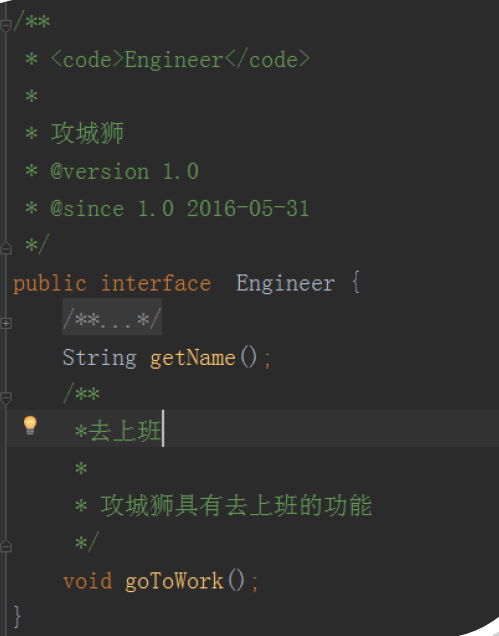 /**
* <code>Engineer</code>
*
* 攻城狮
* @version 1.0
* @since 1.0 2016-05-31
*/
public interface  Engineer {
/**...*/
String getName();
/**
*去上班
*
* 攻城狮具有去上班的功能
*/
void goToWork();
}